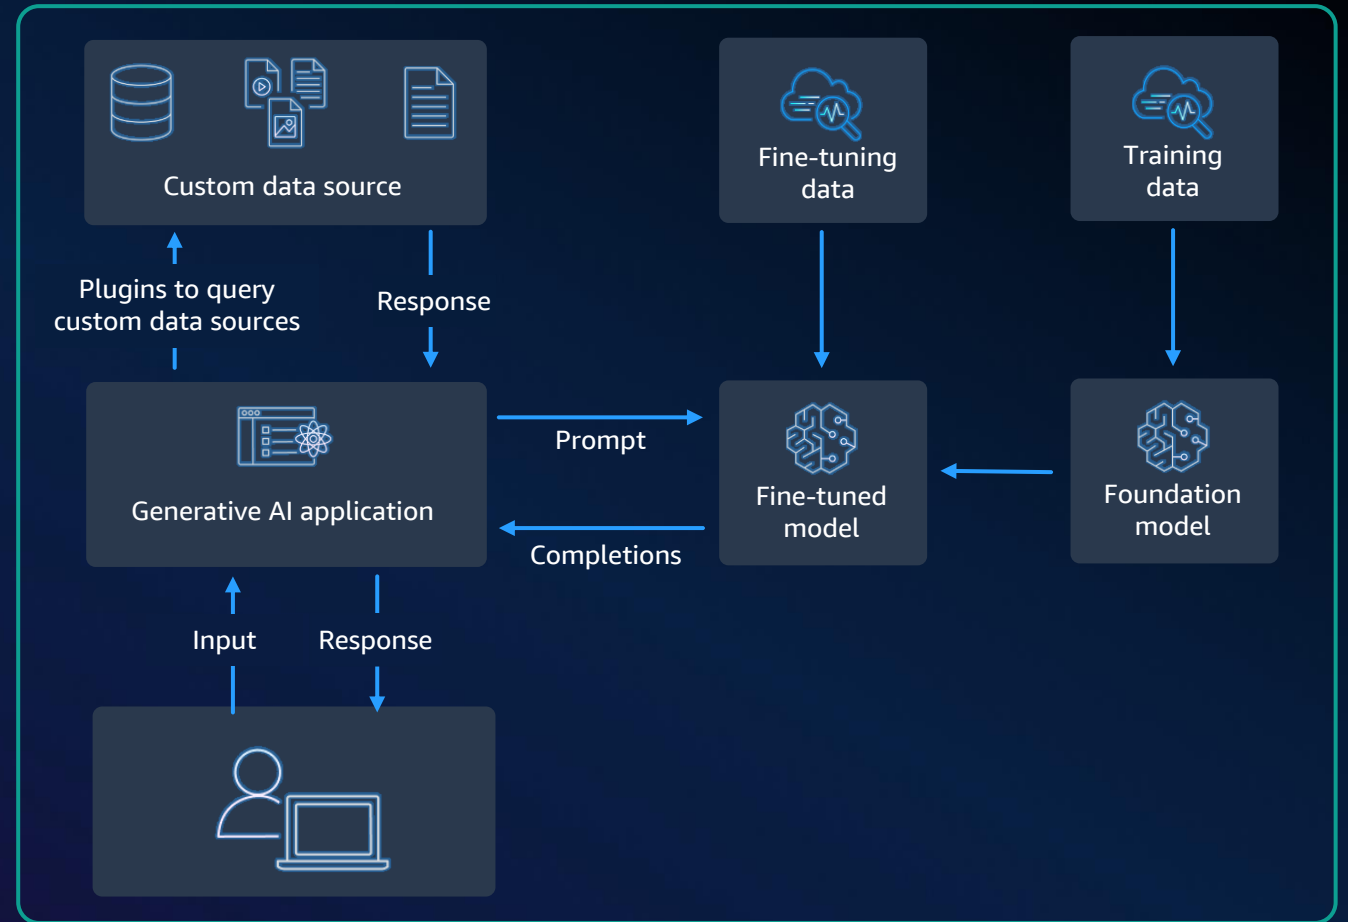 Custom data source
Fine-tuning
data
Training
data
Plugins to query
custom data sources
Response
Generative AI application
Prompt
Completions
Fine-tuned
model
Foundation
model
Input
Response